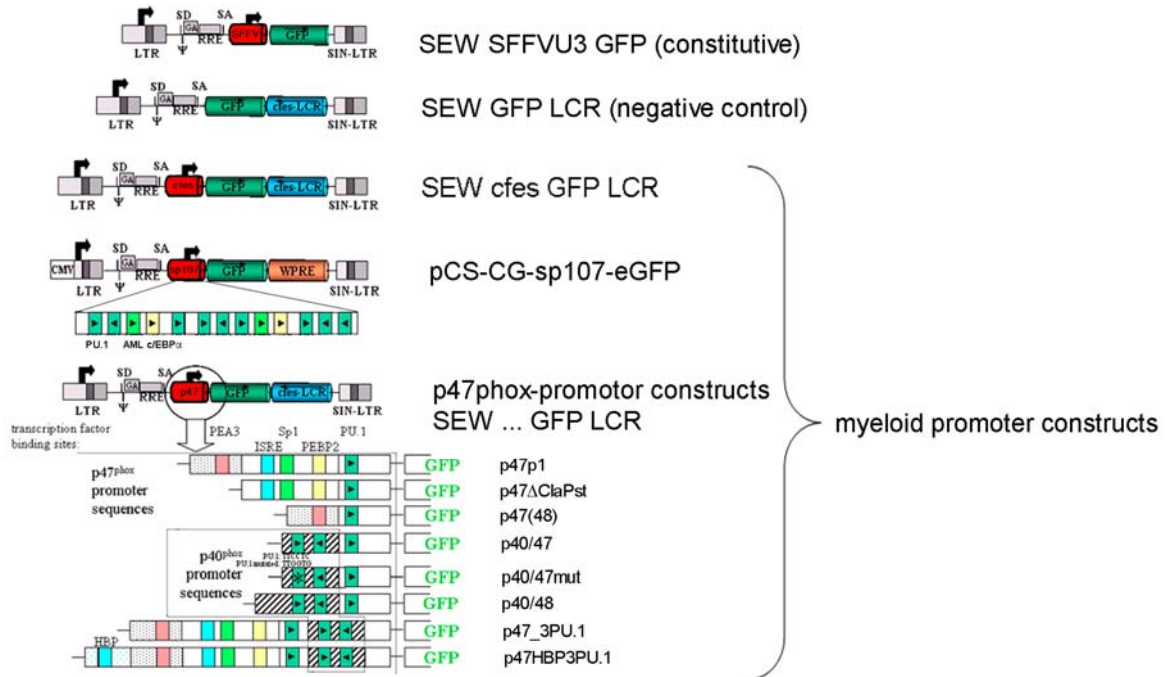 SD GA SA SFFV GFP
LTR Ψ RRE SIN-LTR
SEW SFFVU3 GFP (constitutive)
SD GA SA GFP cfes-LCR
LTR Ψ RRE SIN-LTR
SEW GFP LCR (negative control)
SD GA SA cfes GFP cfes-LCR
LTR Ψ RRE SIN-LTR
SEW cfes GFP LCR
CMV SD GA SA sp107 GFP WPRE
LTR Ψ RRE SIN-LTR
pCS-CG-sp107-eGFP
PU.1 AML c/EBPα
SD GA SA p47 GFP cfes-LCR
LTR Ψ RRE SIN-LTR
p47phox-promotor constructs
SEW ... GFP LCR
myeloid promoter constructs
transcription factor
binding sites:
PEA3 Sp1 PU.1
ISRE PEBP2
p47phox
promoter
sequences
GFP p47p1
GFP p47ΔClaPst
GFP p47(48)
p40phox
promoter
sequences
GFP p40/47
PU.1: TTCCTC
PU.1mutated: TTGGTG
GFP p40/47mut
GFP p40/48
GFP p47_3PU.1
HBP
GFP p47HBP3PU.1